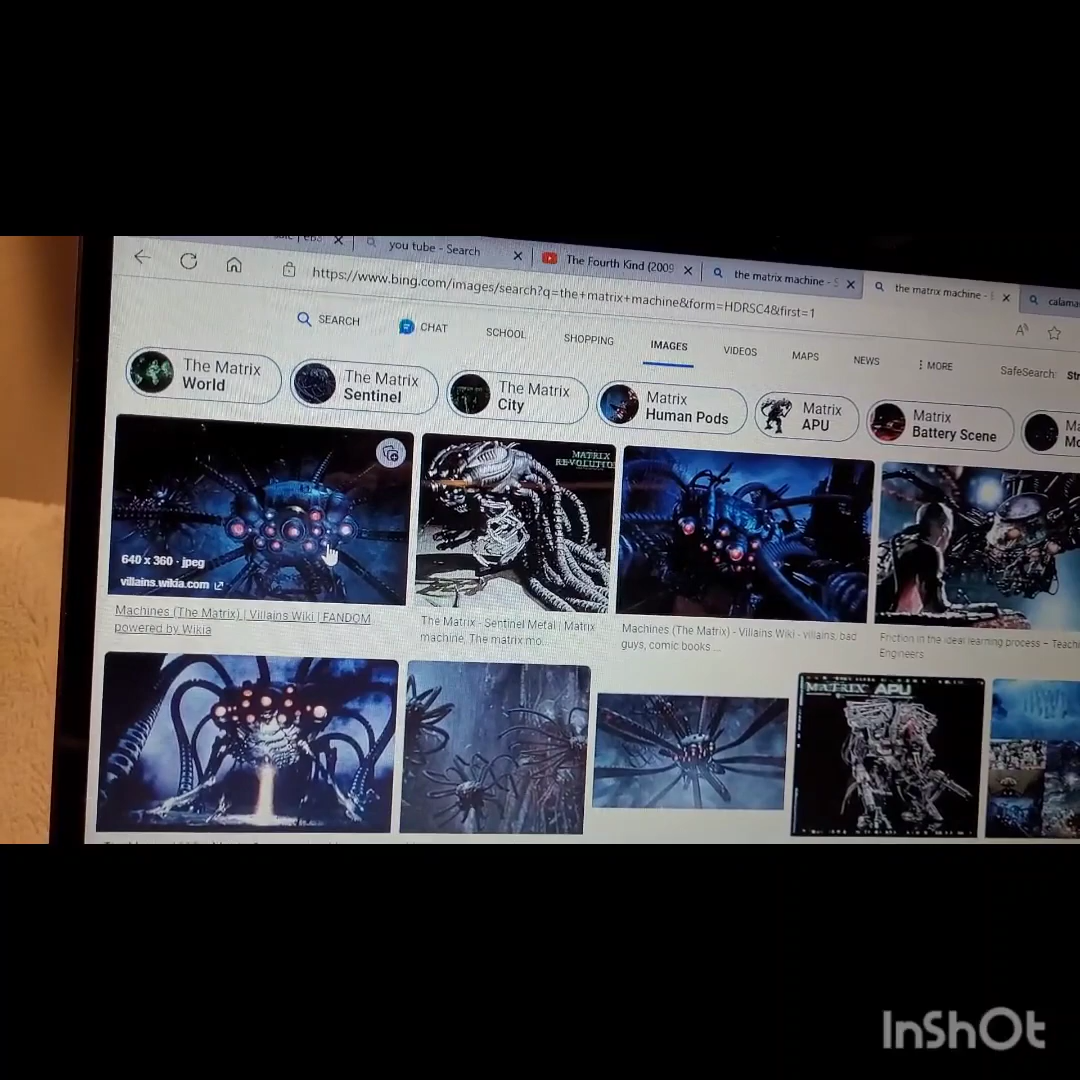 you tube - Search
The Fourth Kind (2009
the matrix machine - S
the matrix machine -
calama
https://www.bing.com/images/search?q=the+matrix+machine&form=HDRSC4&first=1
SEARCH
CHAT
SCHOOL
SHOPPING
IMAGES
VIDEOS
MAPS
NEWS
MORE
SafeSearch:
The Matrix
World
The Matrix
Sentinel
The Matrix
City
Matrix
Human Pods
Matrix
APU
Matrix
Battery Scene
640 x 360 · jpeg
villains.wikia.com
MATRIX
REVOLUTIO
Machines (The Matrix) | Villains Wiki | FANDOM
powered by Wikia
The Matrix - Sentinel Metal | Matrix
machine, The matrix mo...
Machines (The Matrix) - Villains Wiki - villains, bad
guys, comic books ...
Friction in the ideal learning process – Teachi
Engineers
MATRIX APU
InShOt